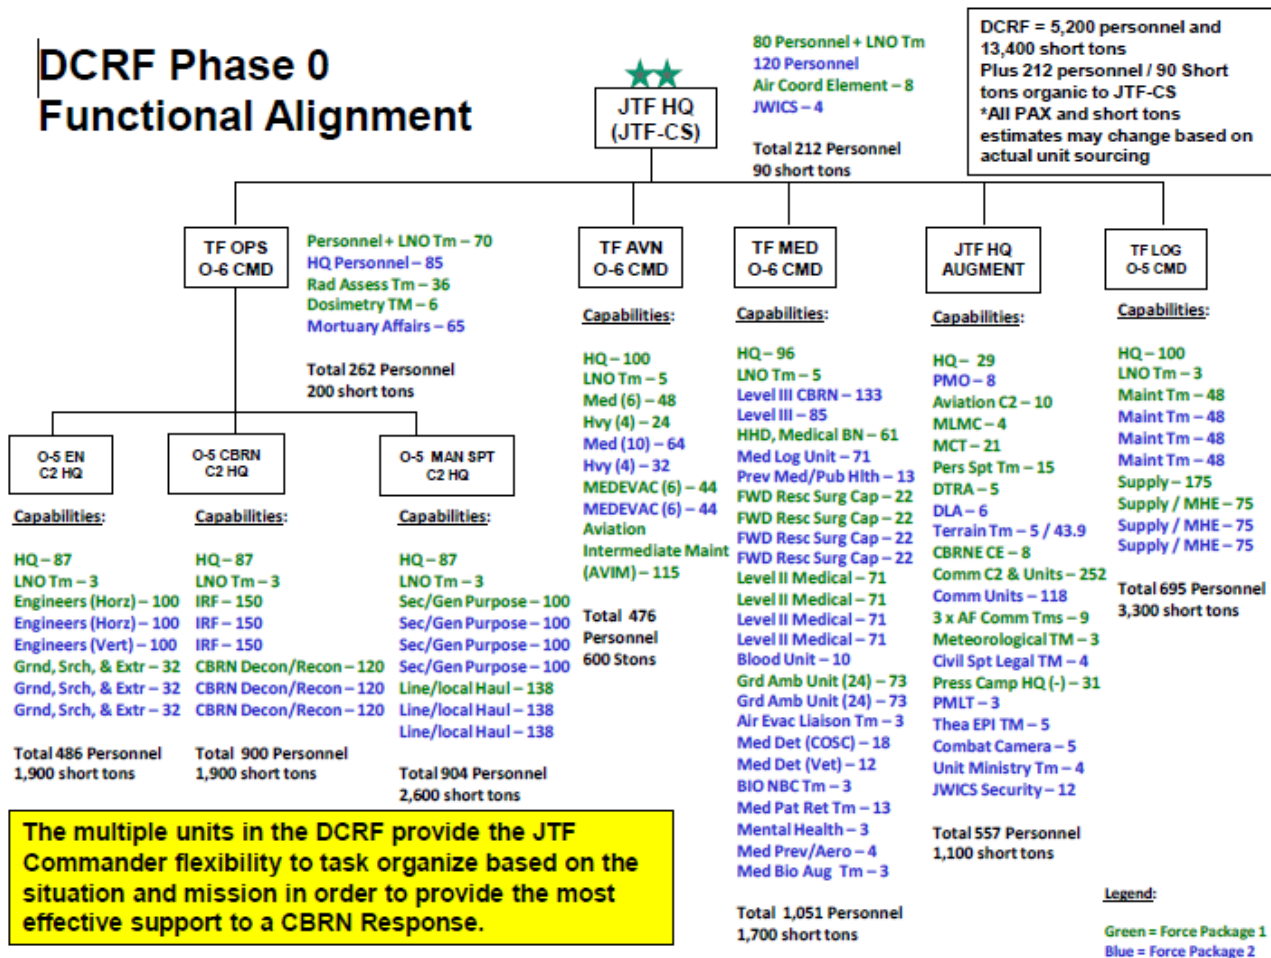 DCRF Phase 0
Functional Alignment
JTF HQ
(JTF-CS)
80 Personnel + LNO Tm
120 Personnel
Air Coord Element – 8
JWICS – 4
Total 212 Personnel
90 short tons
DCRF = 5,200 personnel and
13,400 short tons
Plus 212 personnel / 90 Short
tons organic to JTF-CS
*All PAX and short tons
estimates may change based on
actual unit sourcing
TF OPS
O-6 CMD
Personnel + LNO Tm – 70
HQ Personnel – 85
Rad Assess Tm – 36
Dosimetry TM – 6
Mortuary Affairs – 65
Total 262 Personnel
200 short tons
O-5 EN
C2 HQ
Capabilities:
HQ – 87
LNO Tm – 3
Engineers (Horz) – 100
Engineers (Horz) – 100
Engineers (Vert) – 100
Grnd, Srch, & Extr – 32
Grnd, Srch, & Extr – 32
Grnd, Srch, & Extr – 32
Total 486 Personnel
1,900 short tons
O-5 CBRN
C2 HQ
Capabilities:
HQ – 87
LNO Tm – 3
IRF – 150
IRF – 150
IRF – 150
CBRN Decon/Recon – 120
CBRN Decon/Recon – 120
CBRN Decon/Recon – 120
Total 900 Personnel
1,900 short tons
O-5 MAN SPT
C2 HQ
Capabilities:
HQ – 87
LNO Tm – 3
Sec/Gen Purpose – 100
Sec/Gen Purpose – 100
Sec/Gen Purpose – 100
Sec/Gen Purpose – 100
Line/local Haul – 138
Line/local Haul – 138
Line/local Haul – 138
Total 904 Personnel
2,600 short tons
TF AVN
O-6 CMD
Capabilities:
HQ – 100
LNO Tm – 5
Med (6) – 48
Hvy (4) – 24
Med (10) – 64
Hvy (4) – 32
MEDEVAC (6) – 44
MEDEVAC (6) – 44
Aviation
Intermediate Maint
(AVIM) – 115
Total 476
Personnel
600 Stons
TF MED
O-6 CMD
Capabilities:
HQ – 96
LNO Tm – 5
Level III CBRN – 133
Level III – 85
HHD, Medical BN – 61
Med Log Unit – 71
Prev Med/Pub Hlth – 13
FWD Resc Surg Cap – 22
FWD Resc Surg Cap – 22
FWD Resc Surg Cap – 22
FWD Resc Surg Cap – 22
Level II Medical – 71
Level II Medical – 71
Level II Medical – 71
Level II Medical – 71
Blood Unit – 10
Grd Amb Unit (24) – 73
Grd Amb Unit (24) – 73
Air Evac Liaison Tm – 3
Med Det (COSC) – 18
Med Det (Vet) – 12
BIO NBC Tm – 3
Med Pat Ret Tm – 13
Mental Health – 3
Med Prev/Aero – 4
Med Bio Aug Tm – 3
Total 1,051 Personnel
1,700 short tons
JTF HQ
AUGMENT
Capabilities:
HQ – 29
PMO – 8
Aviation C2 – 10
MLMC – 4
MCT – 21
Pers Spt Tm – 15
DTRA – 5
DLA – 6
Terrain Tm – 5 / 43.9
CBRNE CE – 8
Comm C2 & Units – 252
Comm Units – 118
3 x AF Comm Tms – 9
Meteorological TM – 3
Civil Spt Legal TM – 4
Press Camp HQ (-) – 31
PMLT – 3
Thea EPI TM – 5
Combat Camera – 5
Unit Ministry Tm – 4
JWICS Security – 12
Total 557 Personnel
1,100 short tons
TF LOG
O-5 CMD
Capabilities:
HQ – 100
LNO Tm – 3
Maint Tm – 48
Maint Tm – 48
Maint Tm – 48
Maint Tm – 48
Supply – 175
Supply / MHE – 75
Supply / MHE – 75
Supply / MHE – 75
Total 695 Personnel
3,300 short tons
The multiple units in the DCRF provide the JTF
Commander flexibility to task organize based on the
situation and mission in order to provide the most
effective support to a CBRN Response.
Legend:
Green = Force Package 1
Blue = Force Package 2